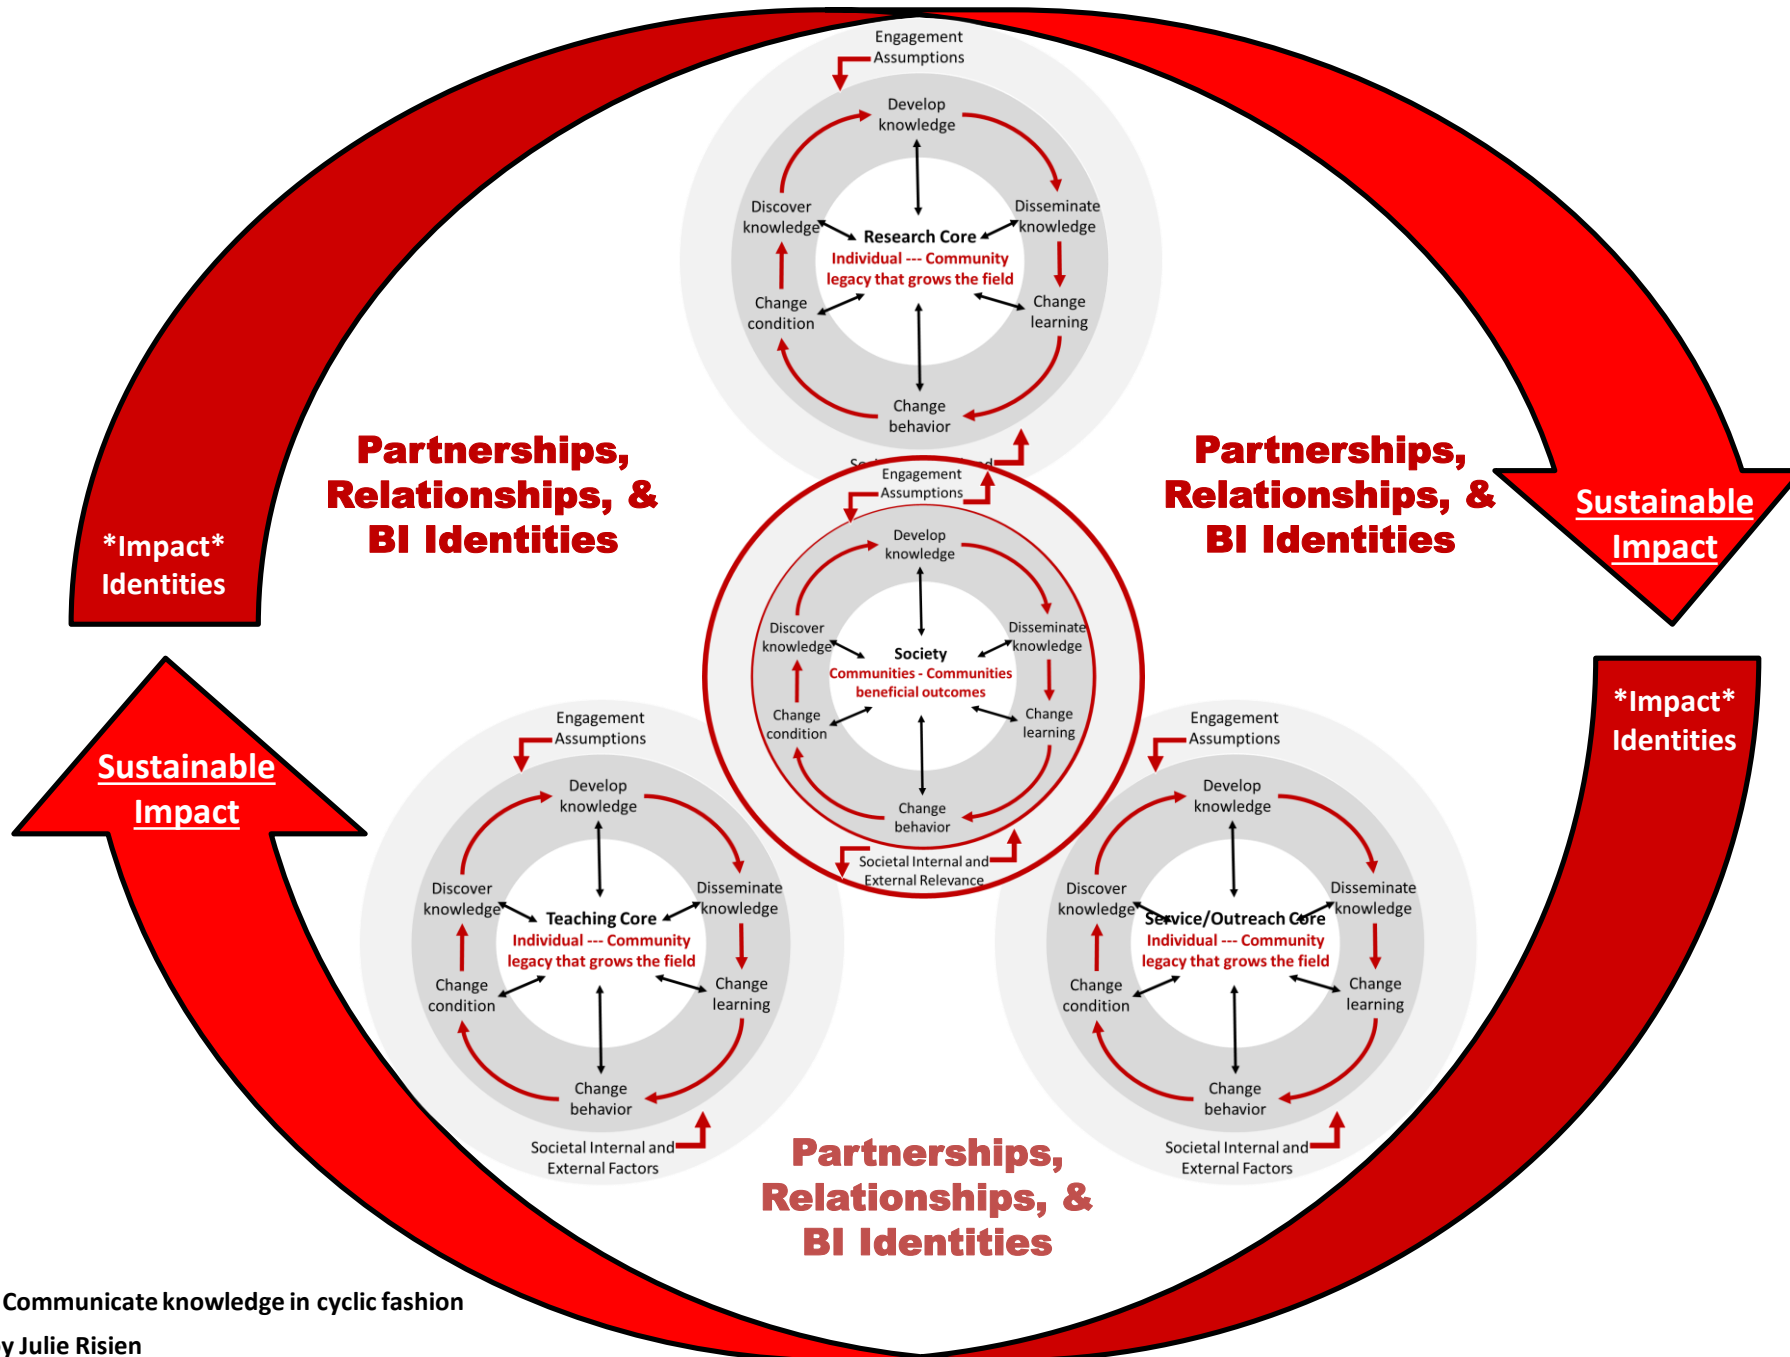 Engagement
Assumptions
Develop
knowledge
Discover
knowledge
Disseminate
knowledge
Research Core
Individual --- Community
legacy that grows the field
Change
condition
Change
learning
Change
behavior
Partnerships,
Relationships, &
BI Identities
Partnerships,
Relationships, &
BI Identities
*Impact*
Identities
Sustainable
Impact
Engagement
Assumptions
Develop
knowledge
Discover
knowledge
Disseminate
knowledge
Society
Communities - Communities
beneficial outcomes
Change
condition
Change
learning
Change
behavior
Societal Internal and
External Relevance
*Impact*
Identities
Sustainable
Impact
Engagement
Assumptions
Develop
knowledge
Discover
knowledge
Disseminate
knowledge
Teaching Core
Individual --- Community
legacy that grows the field
Change
condition
Change
learning
Change
behavior
Societal Internal and
External Factors
Engagement
Assumptions
Develop
knowledge
Discover
knowledge
Disseminate
knowledge
Service/Outreach Core
Individual --- Community
legacy that grows the field
Change
condition
Change
learning
Change
behavior
Societal Internal and
External Factors
Partnerships,
Relationships, &
BI Identities
Communicate knowledge in cyclic fashion
by Julie Risien